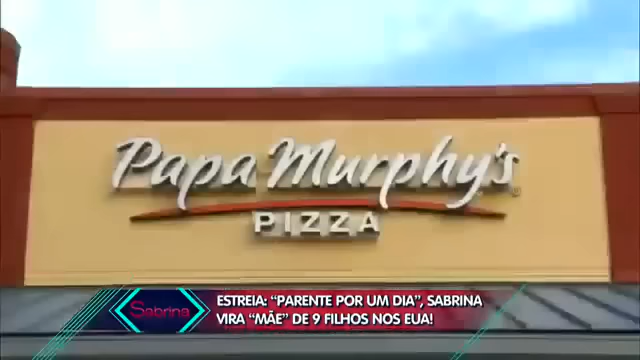 Papa Murphy's®
PIZZA
Sabrina
ESTREIA: “PARENTE POR UM DIA”, SABRINA
VIRA “MÃE” DE 9 FILHOS NOS EUA!